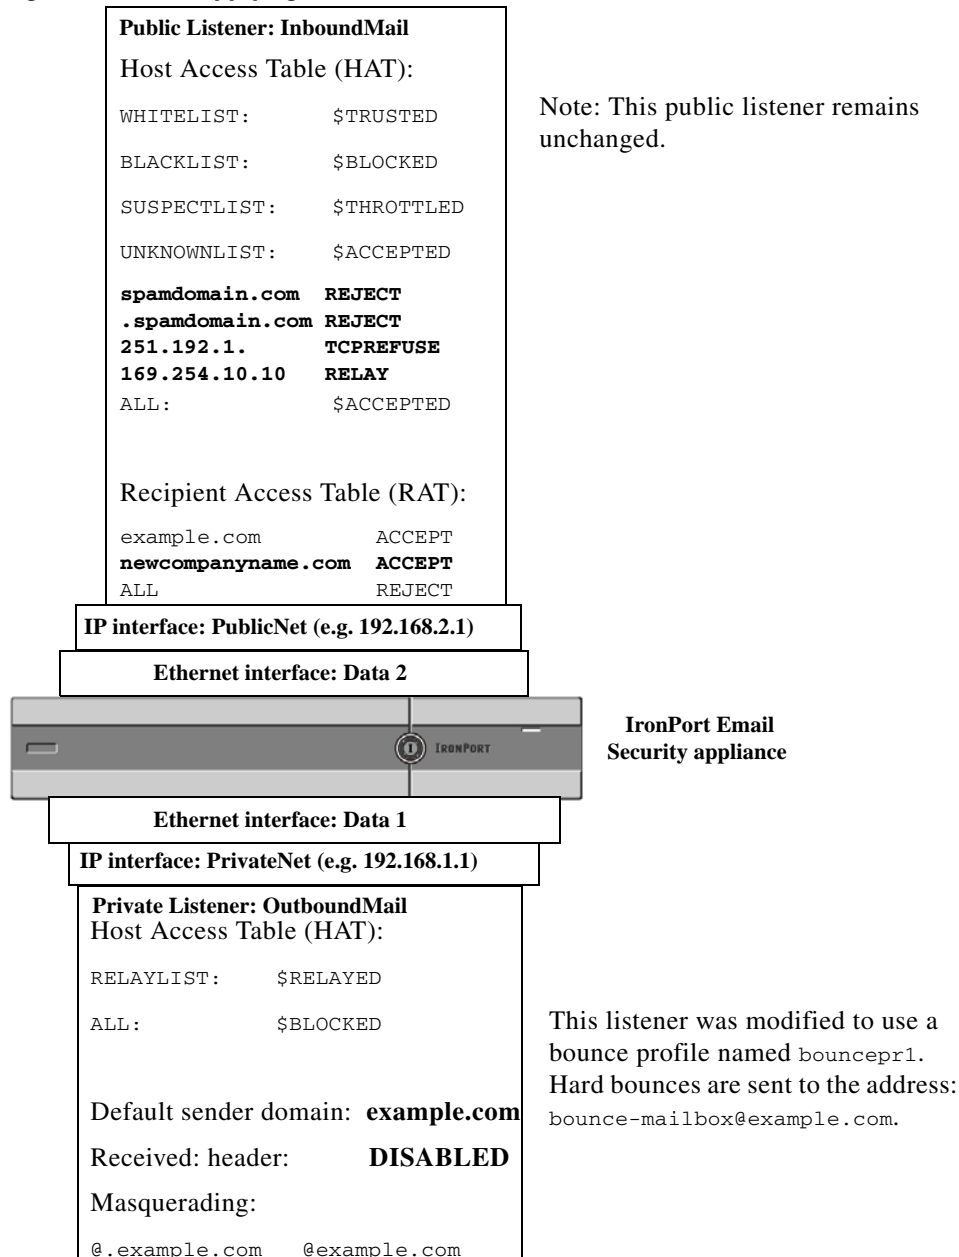 Public Listener: InboundMail
Host Access Table (HAT):
WHITELIST: $TRUSTED
BLACKLIST: $BLOCKED
SUSPECTLIST: $THROTTLED
UNKNOWNLIST: $ACCEPTED
spamdomain.com REJECT
.spamdomain.com REJECT
251.192.1. TCPREFUSE
169.254.10.10 RELAY
ALL: $ACCEPTED
Note: This public listener remains
unchanged.
Recipient Access Table (RAT):
example.com ACCEPT
newcompanyname.com ACCEPT
ALL REJECT
IP interface: PublicNet (e.g. 192.168.2.1)
Ethernet interface: Data 2
IRONPORT
IronPort Email
Security appliance
Ethernet interface: Data 1
IP interface: PrivateNet (e.g. 192.168.1.1)
Private Listener: OutboundMail
Host Access Table (HAT):
RELAYLIST: $RELAYED
ALL: $BLOCKED
This listener was modified to use a
bounce profile named bouncepr1.
Hard bounces are sent to the address:
bounce-mailbox@example.com.
Default sender domain: example.com
Received: header: DISABLED
Masquerading:
@.example.com @example.com